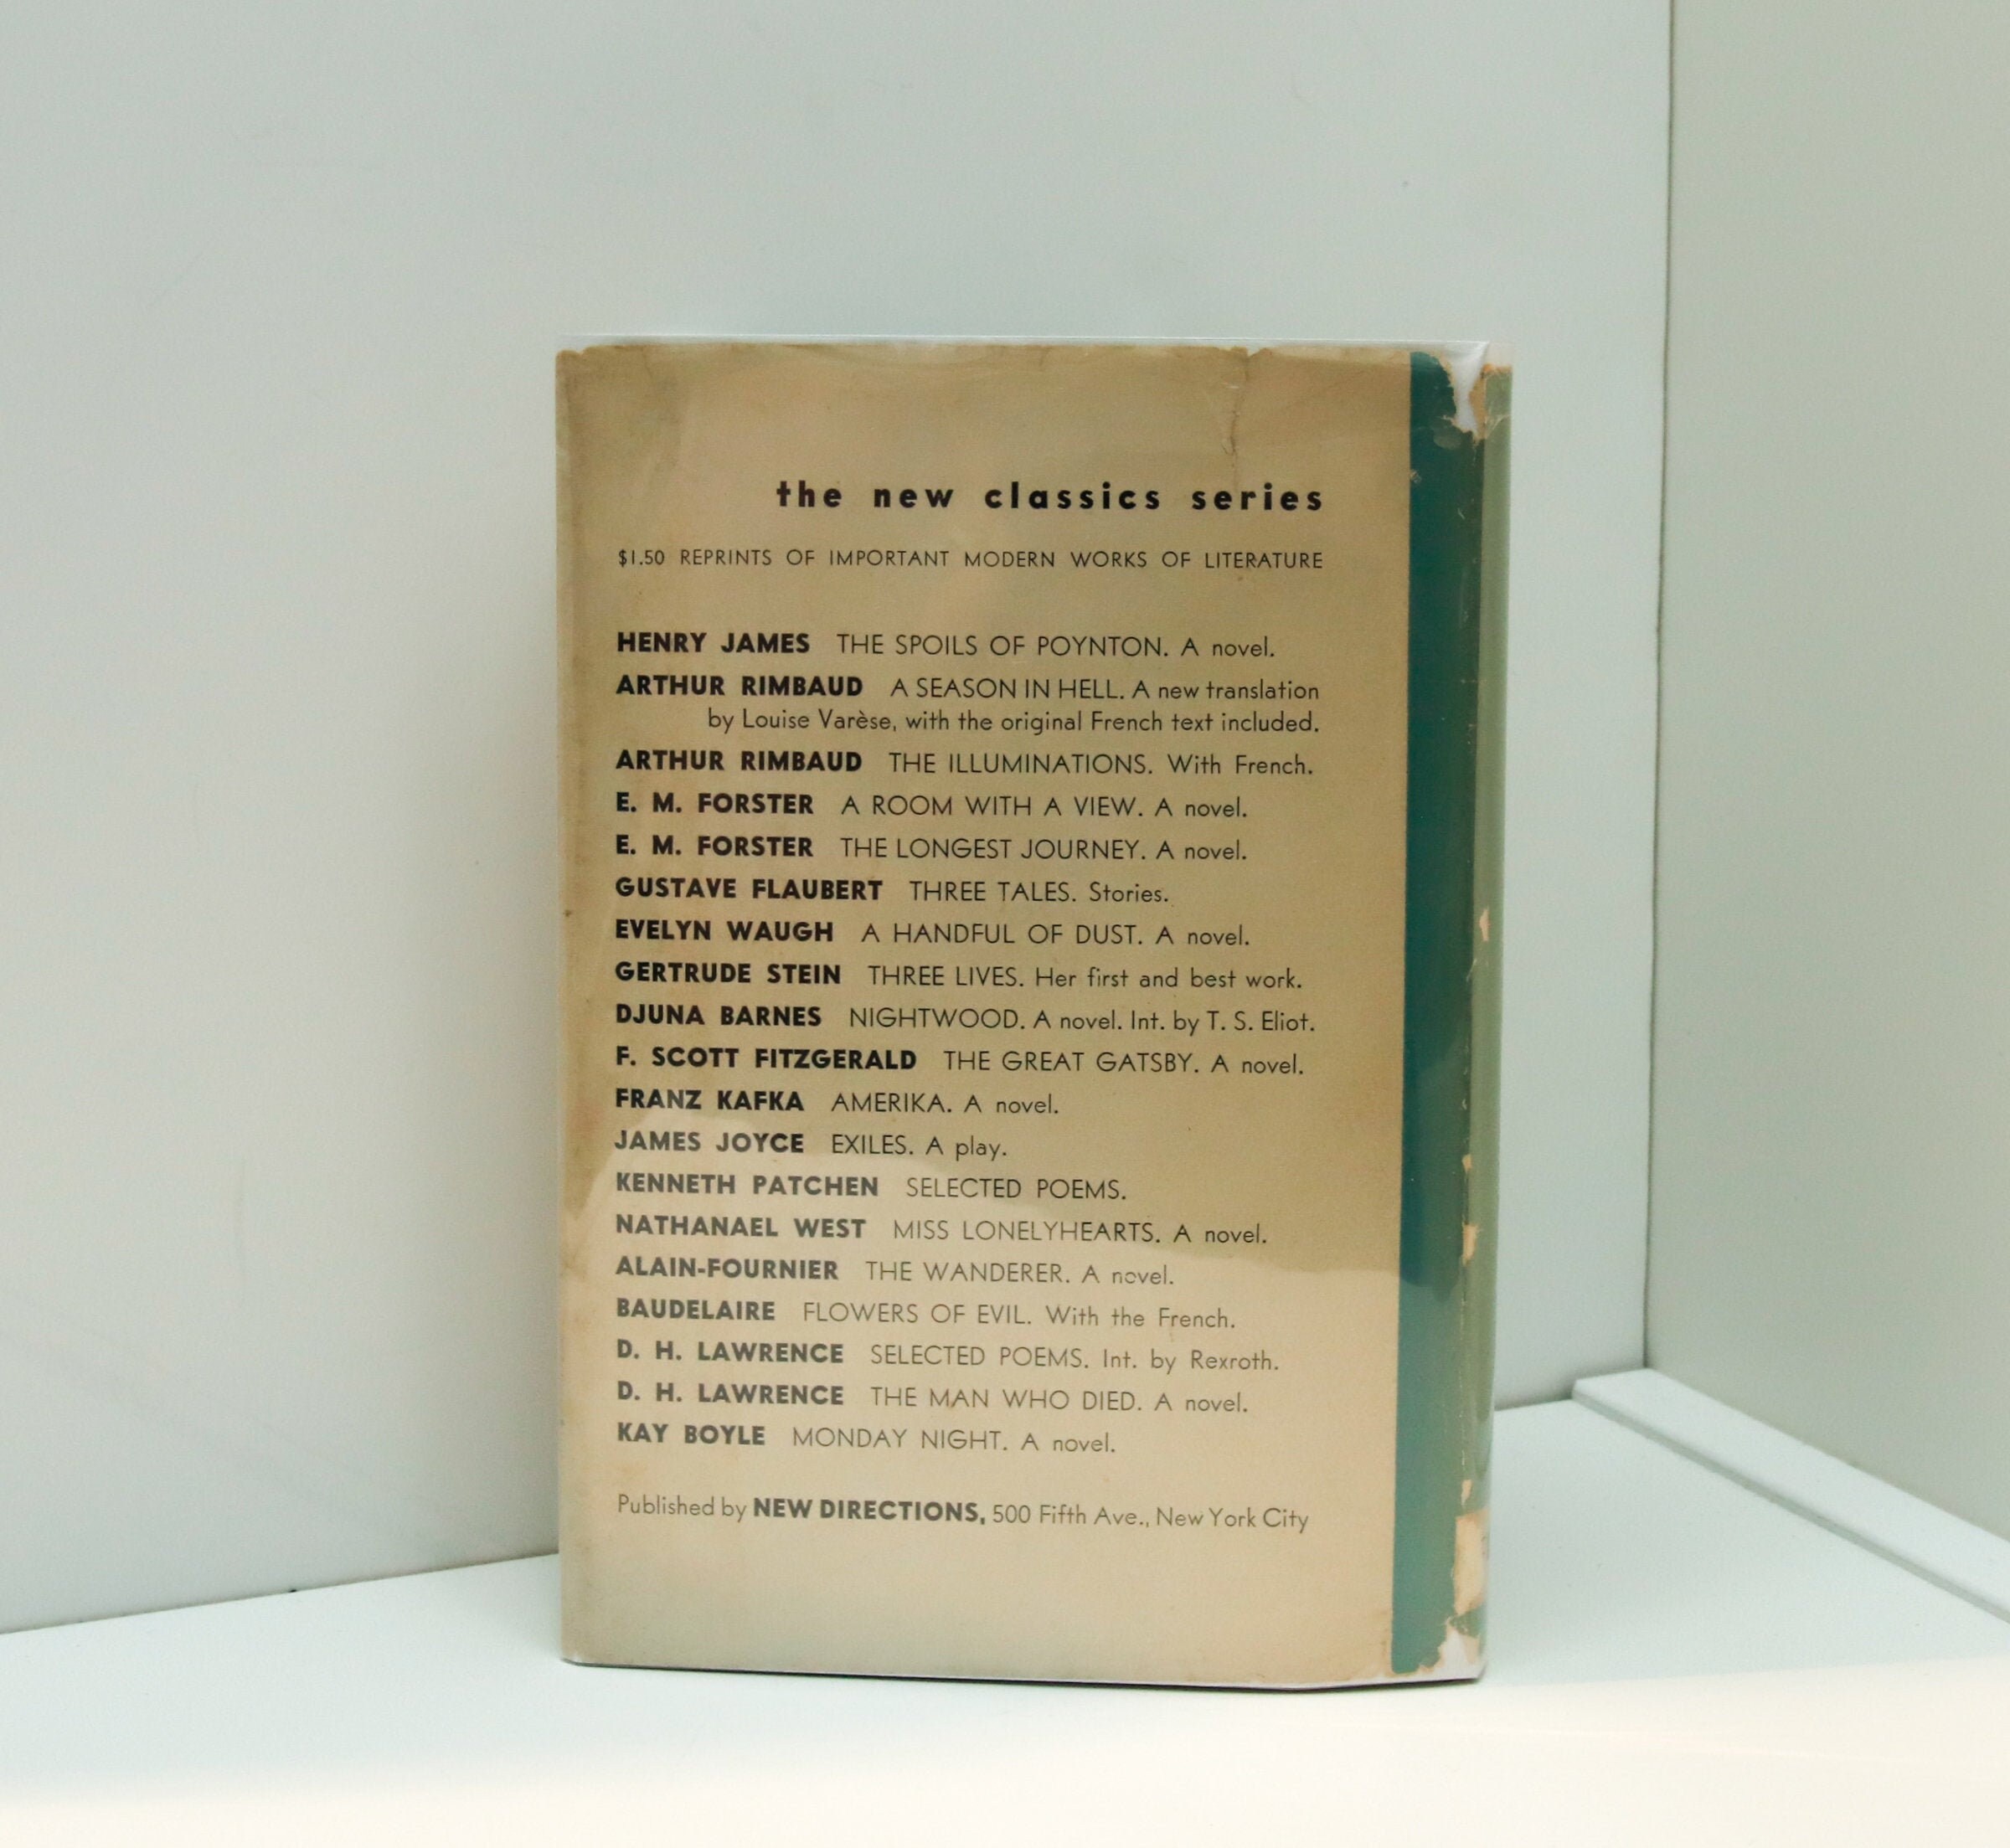 the new classics series
$1.50 REPRINTS OF IMPORTANT MODERN WORKS OF LITERATURE
HENRY JAMES THE SPOILS OF POYNTON. A novel.
ARTHUR RIMBAUD A SEASON IN HELL. A new translation
by Louise Varèse, with the original French text included.
ARTHUR RIMBAUD THE ILLUMINATIONS. With French.
E. M. FORSTER A ROOM WITH A VIEW. A novel.
E. M. FORSTER THE LONGEST JOURNEY. A novel.
GUSTAVE FLAUBERT THREE TALES. Stories.
EVELYN WAUGH A HANDFUL OF DUST. A novel.
GERTRUDE STEIN THREE LIVES. Her first and best work.
DJUNA BARNES NIGHTWOOD. A novel. Int. by T. S. Eliot.
F. SCOTT FITZGERALD THE GREAT GATSBY. A novel.
FRANZ KAFKA AMERIKA. A novel.
JAMES JOYCE EXILES. A play.
KENNETH PATCHEN SELECTED POEMS.
NATHANAEL WEST MISS LONELYHEARTS. A novel.
ALAIN-FOURNIER THE WANDERER. A novel.
BAUDELAIRE FLOWERS OF EVIL. With the French.
D. H. LAWRENCE SELECTED POEMS. Int. by Rexroth.
D. H. LAWRENCE THE MAN WHO DIED. A novel.
KAY BOYLE MONDAY NIGHT. A novel.
Published by NEW DIRECTIONS, 500 Fifth Ave., New York City